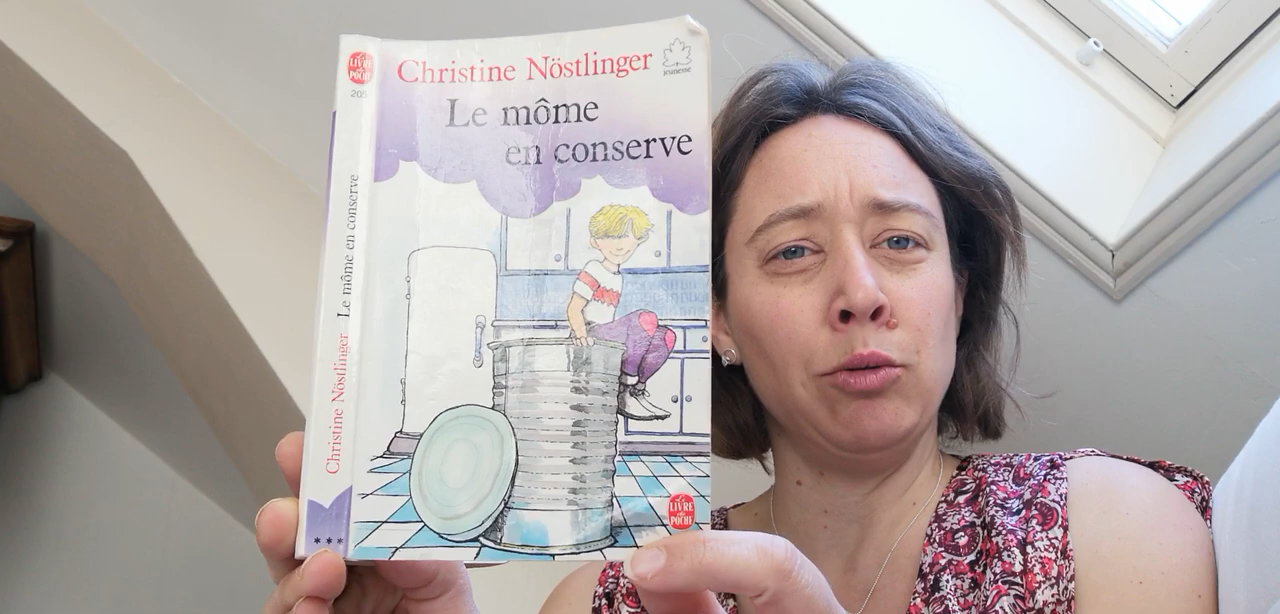 Le
LIVRE
de
POCHE
205
Le môme en conserve
Christine Nöstlinger
***
Christine Nöstlinger
jeunesse
Le môme
en conserve
Le
LIVRE
de
POCHE